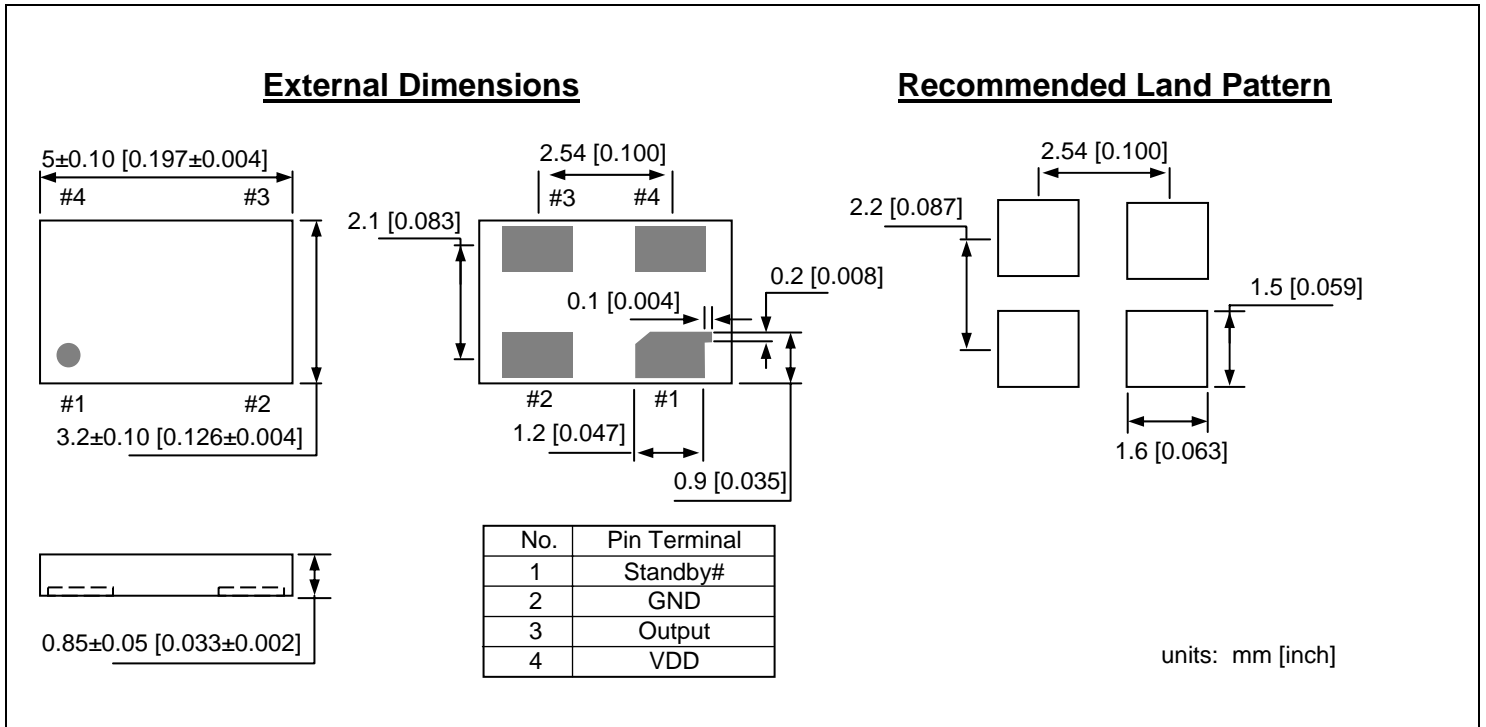 External Dimensions
Recommended Land Pattern
5±0.10 [0.197±0.004]
#4 #3
#1 #2
3.2±0.10 [0.126±0.004]
0.85±0.05 [0.033±0.002]
2.54 [0.100]
#3 #4
2.1 [0.083]
0.2 [0.008]
0.1 [0.004]
#2 #1
1.2 [0.047]
0.9 [0.035]
No. Pin Terminal
1 Standby#
2 GND
3 Output
4 VDD
2.54 [0.100]
2.2 [0.087]
1.5 [0.059]
1.6 [0.063]
units: mm [inch]